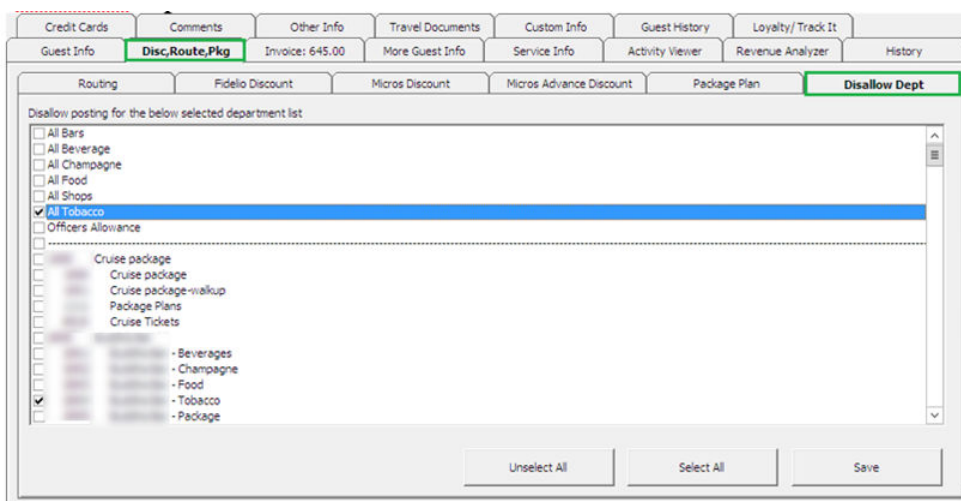 Credit Cards Comments Other Info Travel Documents Custom Info Guest History Loyalty/ Track It
Guest Info Disc,Route,Pkg Invoice: 645.00 More Guest Info Service Info Activity Viewer Revenue Analyzer History
Routing Fidelio Discount Micros Discount Micros Advance Discount Package Plan Disallow Dept
Disallow posting for the below selected department list
All Bars
All Beverage
All Champagne
All Food
All Shops
All Tobacco
Officers Allowance
Cruise package
Cruise package
Cruise package-walkup
Package Plans
Cruise Tickets
- Beverages
- Champagne
- Food
- Tobacco
- Package
Unselect All Select All Save